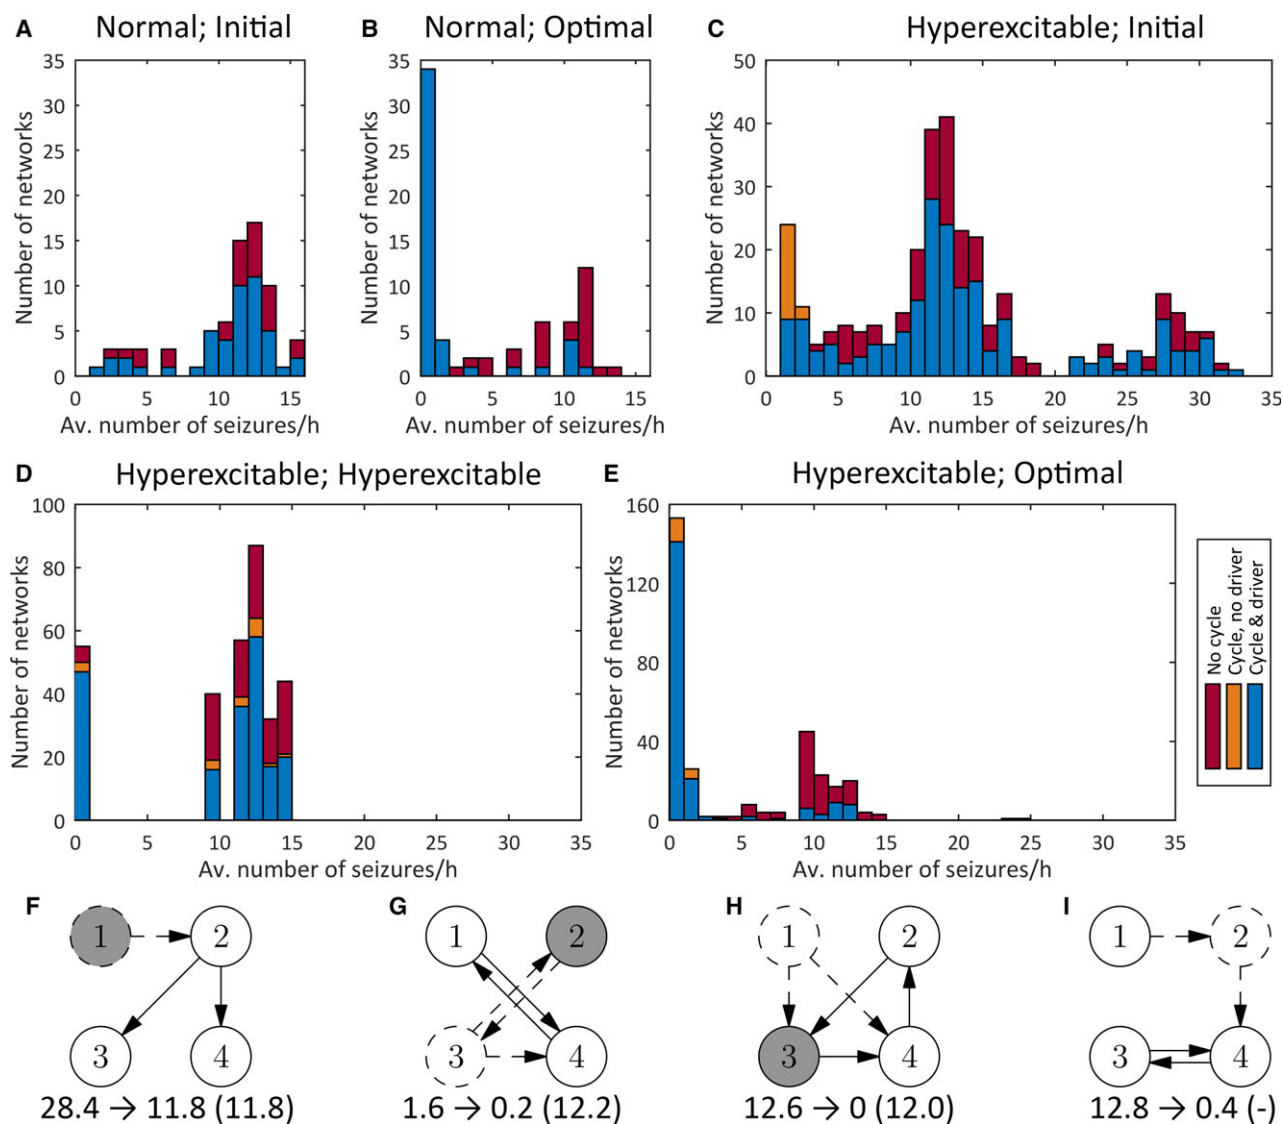 A Normal; Initial
35
30
25
20
15
10
5
0
0 5 10 15
Number of networks
Av. number of seizures/h
B Normal; Optimal
35
30
25
20
15
10
5
0
0 5 10 15
Number of networks
Av. number of seizures/h
C Hyperexcitable; Initial
50
40
30
20
10
0
0 5 10 15 20 25 30 35
Number of networks
Av. number of seizures/h
D Hyperexcitable; Hyperexcitable
100
80
60
40
20
0
0 5 10 15 20 25 30 35
Number of networks
Av. number of seizures/h
E Hyperexcitable; Optimal
160
120
80
40
0
0 5 10 15 20 25 30 35
Number of networks
Av. number of seizures/h
No cycle
Cycle, no driver
Cycle & driver
F
1 2
3 4
28.4 → 11.8 (11.8)
G
1 2
3 4
1.6 → 0.2 (12.2)
H
1 2
3 4
12.6 → 0 (12.0)
I
1 2
3 4
12.8 → 0.4 (-)